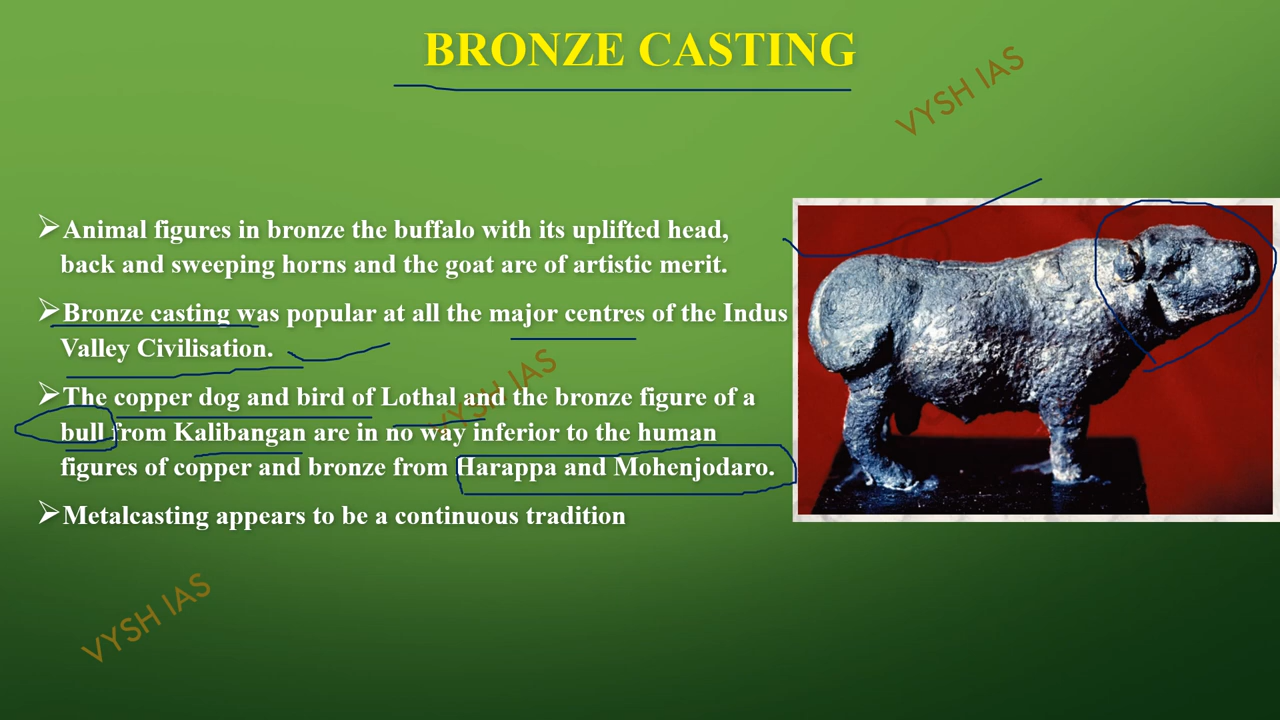 BRONZE CASTING
VYSH IAS
➢Animal figures in bronze the buffalo with its uplifted head,
back and sweeping horns and the goat are of artistic merit.
➢Bronze casting was popular at all the major centres of the Indus
Valley Civilisation.
VYSH IAS
➢The copper dog and bird of Lothal and the bronze figure of a
bull from Kalibangan are in no way inferior to the human
figures of copper and bronze from Harappa and Mohenjodaro.
➢Metalcasting appears to be a continuous tradition
VYSH IAS